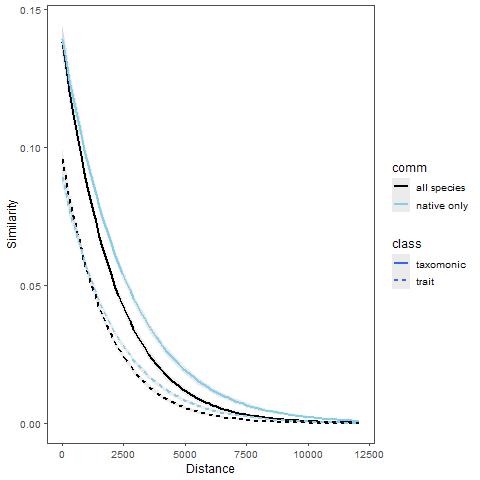 0.15
0.10
0.05
0.00
Similarity
0
2500
5000
7500
10000
12500
Distance
comm
all species
native only
class
taxomonic
trait